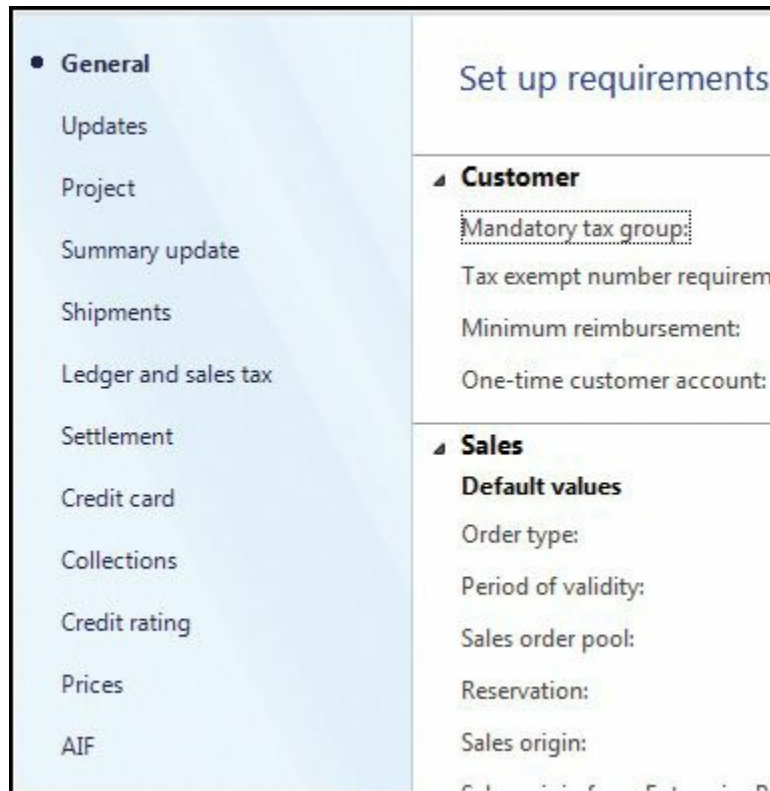 General
Updates
Project
Summary update
Shipments
Ledger and sales tax
Settlement
Credit card
Collections
Credit rating
Prices
AIF
Set up requirements
Customer
Mandatory tax group:
Tax exempt number requirem
Minimum reimbursement:
One-time customer account:
Sales
Default values
Order type:
Period of validity:
Sales order pool:
Reservation:
Sales origin: